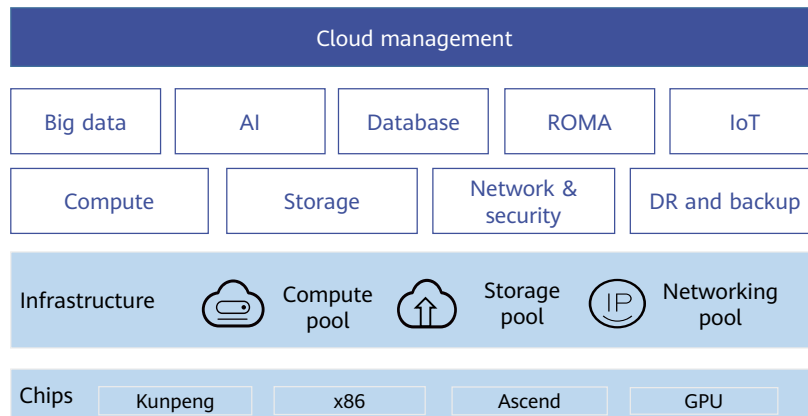 Cloud management
Big data
AI
Database
ROMA
IoT
Compute
Storage
Network &
security
DR and backup
Infrastructure
Compute
pool
Storage
pool
IP
Networking
pool
Chips
Kunpeng
x86
Ascend
GPU